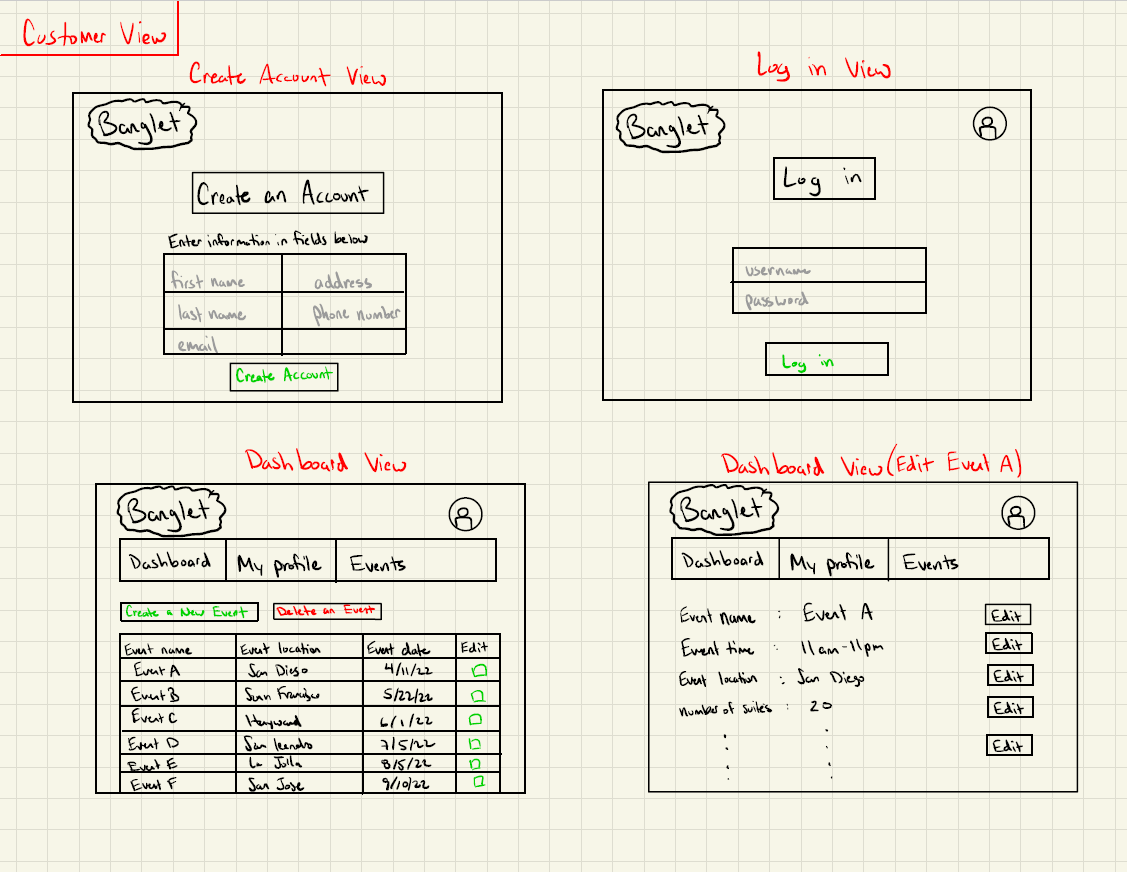 Customer View
Create Account View
Banglet
Create an Account
Enter information in fields below
first name address
last name phone number
email
Create Account
Log in View
Banglet
Log in
username
password
Log in
Dashboard View
Banglet
Dashboard My profile Events
Create a New Event Delete an Event
Event name Event location Event date Edit
Event A San Diego 4/11/22
Event B Sann Francisco 5/22/22
Event C Hayward 6/1/22
Event D San leandro 7/5/22
Event E La Jolla 8/5/22
Event F San Jose 9/10/22
Dashboard View (Edit Event A)
Banglet
Dashboard My profile Events
Event name : Event A Edit
Event time : 11am-11pm Edit
Event location : San Diego Edit
number of suites : 20 Edit
Edit